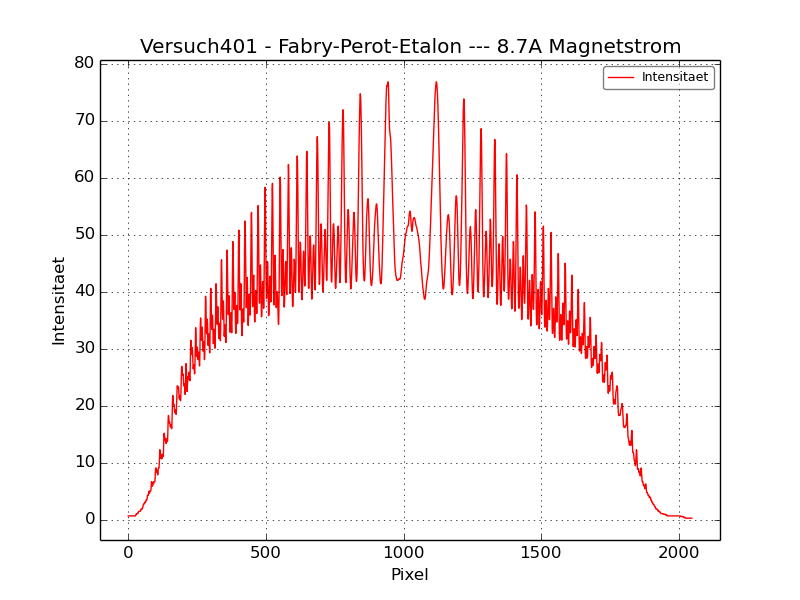 Versuch401 - Fabry-Perot-Etalon --- 8.7A Magnetstrom
Intensitaet
80
70
60
50
40
30
20
10
0
Intensitaet
0 500 1000 1500 2000
Pixel